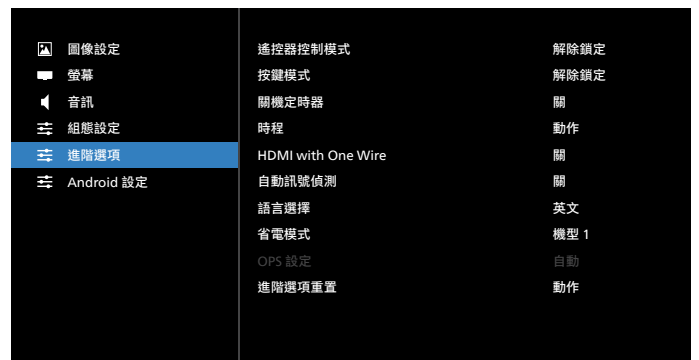 圖像設定
螢幕
音訊
組態設定
進階選項
Android 設定
遙控器控制模式 解除鎖定
按鍵模式 解除鎖定
關機定時器 關
時程 動作
HDMI with One Wire 關
自動訊號偵測 關
語言選擇 英文
省電模式 機型 1
OPS 設定 自動
進階選項重置 動作